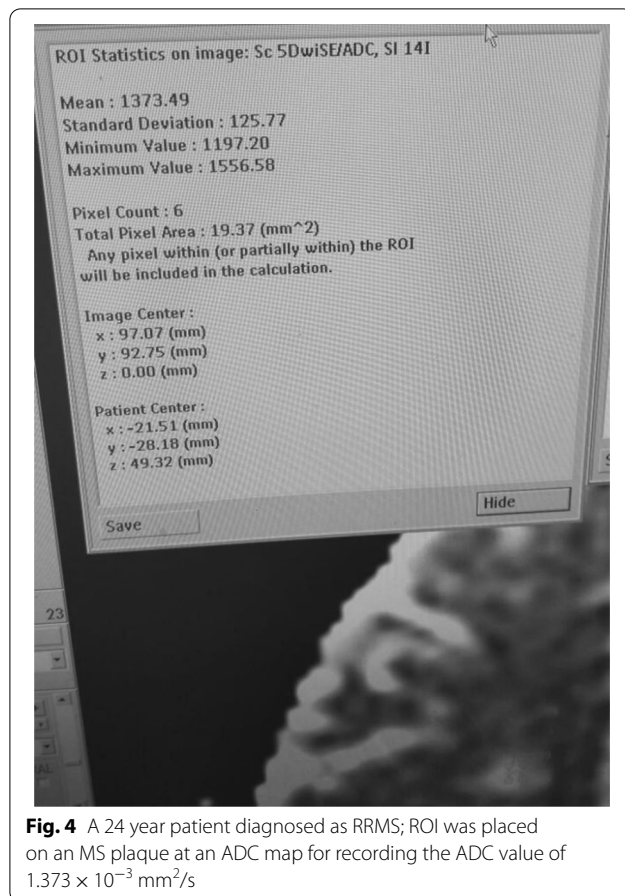 ROI Statistics on image: Sc 5DwiSE/ADC, SI 14I
Mean : 1373.49
Standard Deviation : 125.77
Minimum Value : 1197.20
Maximum Value : 1556.58
Pixel Count : 6
Total Pixel Area : 19.37 (mm^2)
Any pixel within (or partially within) the ROI
will be included in the calculation.
Image Center :
x : 97.07 (mm)
y : 92.75 (mm)
z : 0.00 (mm)
Patient Center :
x :-21.51 (mm)
y :-28.18 (mm)
z : 49.32 (mm)
Save
Hide
23
Fig. 4 A 24 year patient diagnosed as RRMS; ROI was placed
on an MS plaque at an ADC map for recording the ADC value of
1.373 × 10⁻³ mm²/s